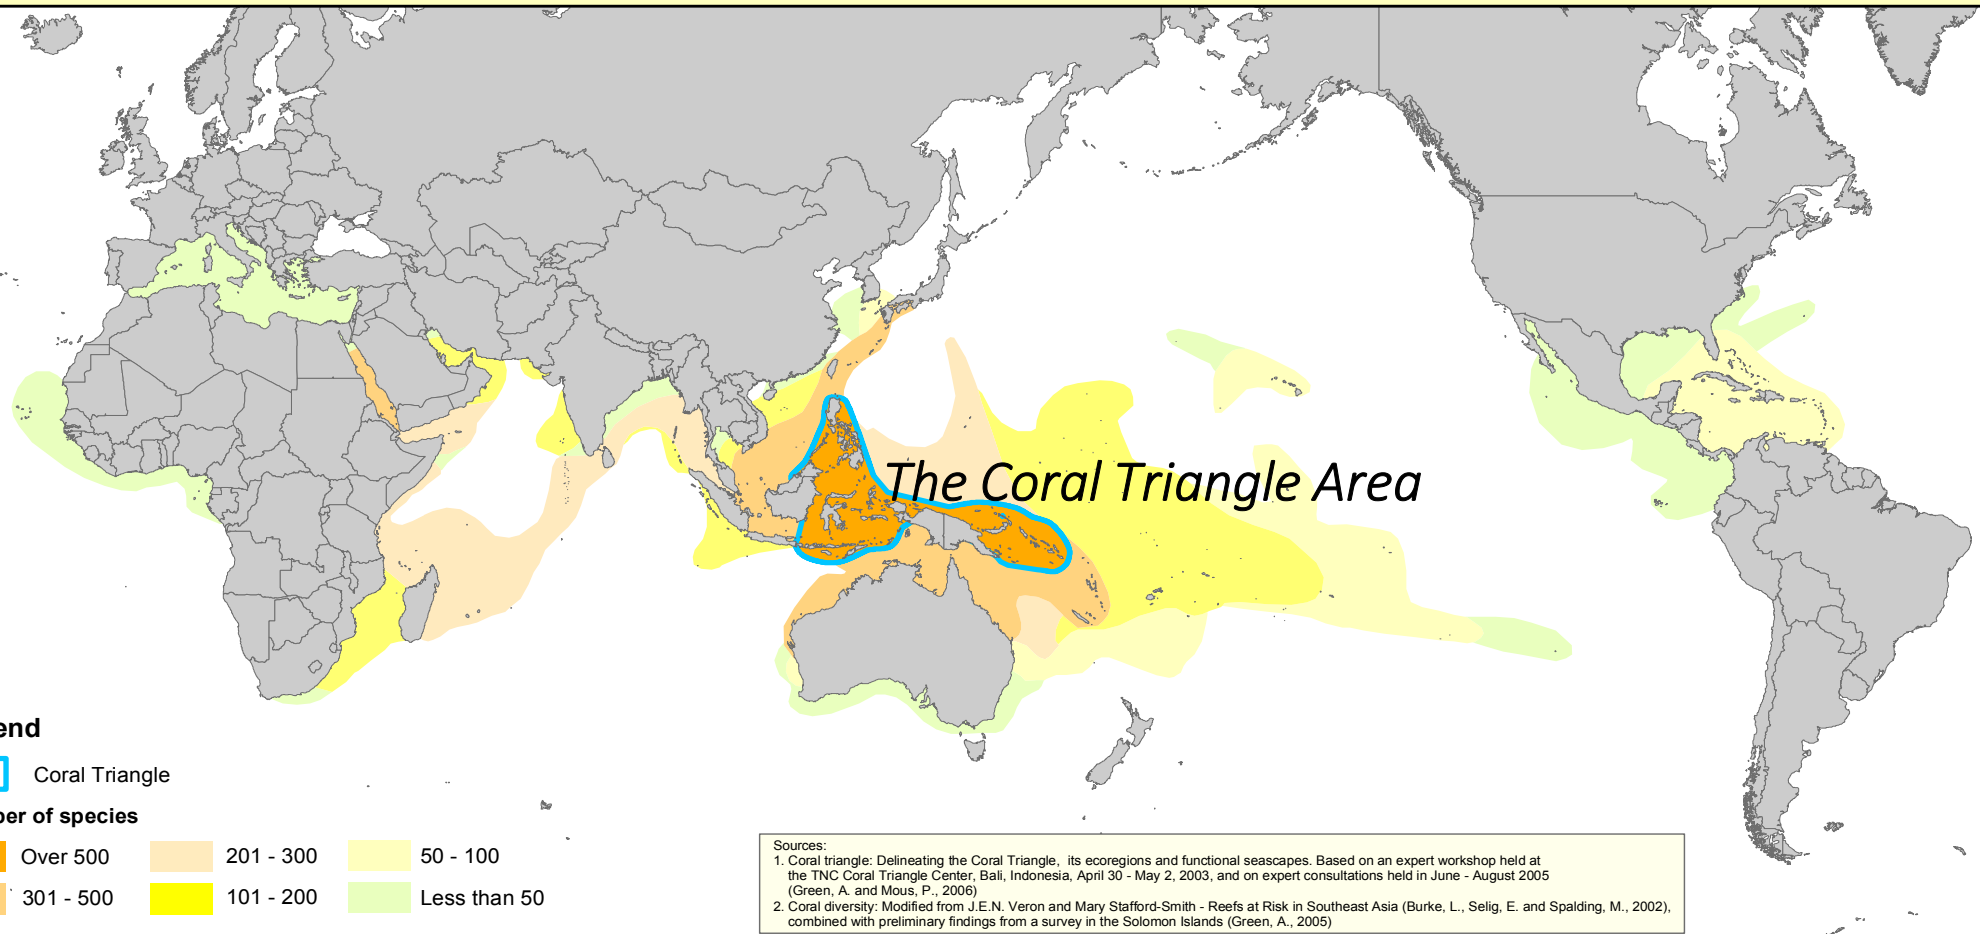 The Coral Triangle Area
end
Coral Triangle
ber of species
Over 500
201 - 300
50 - 100
301 - 500
101 - 200
Less than 50
Sources:
1. Coral triangle: Delineating the Coral Triangle, its ecoregions and functional seascapes. Based on an expert workshop held at
the TNC Coral Triangle Center, Bali, Indonesia, April 30 - May 2, 2003, and on expert consultations held in June - August 2005
(Green, A. and Mous, P., 2006)
2. Coral diversity: Modified from J.E.N. Veron and Mary Stafford-Smith - Reefs at Risk in Southeast Asia (Burke, L., Selig, E. and Spalding, M., 2002),
combined with preliminary findings from a survey in the Solomon Islands (Green, A., 2005)